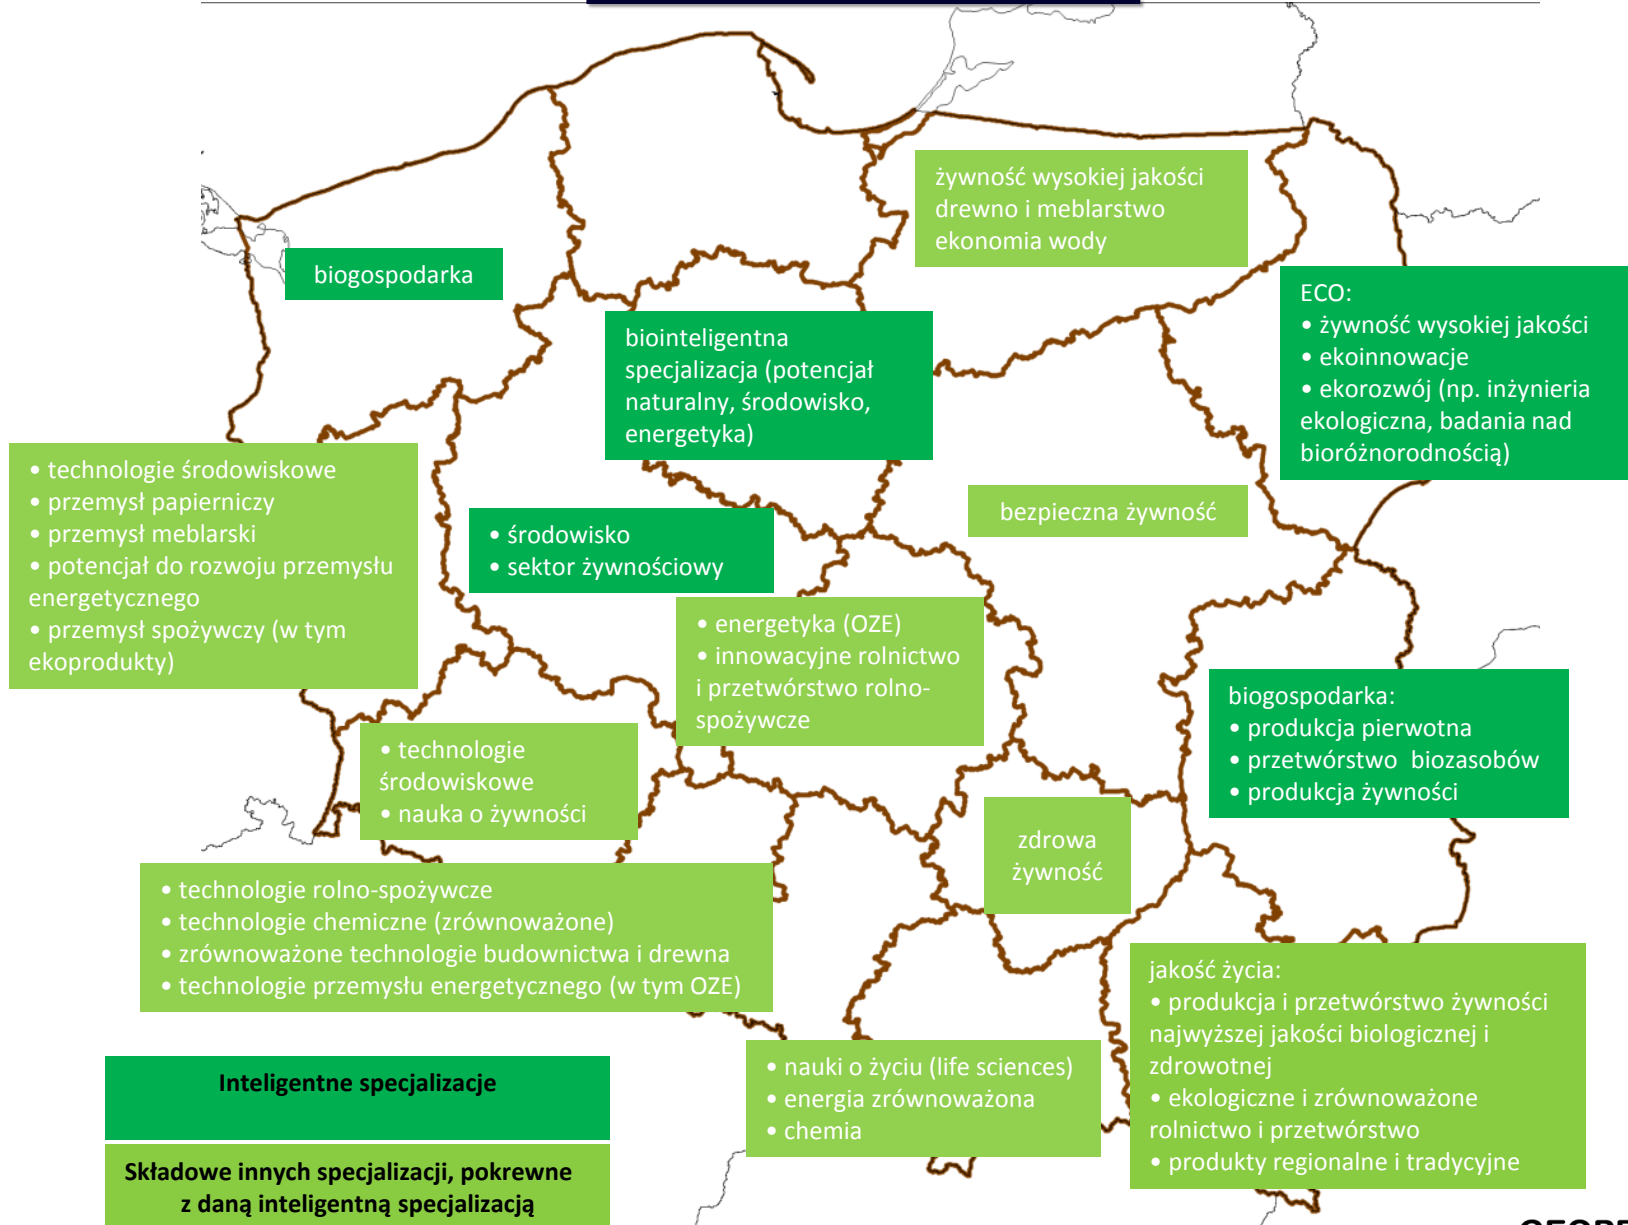 żywność wysokiej jakości
drewno i meblarstwo
ekonomia wody
biogospodarka
ECO:
• żywność wysokiej jakości
• ekoinnowacje
• ekorozwój (np. inżynieria
ekologiczna, badania nad
bioróżnorodnością)
biointeligentna
specjalizacja (potencjał
naturalny, środowisko,
energetyka)
• technologie środowiskowe
• przemysł papierniczy
• przemysł meblarski
• potencjał do rozwoju przemysłu
energetycznego
• przemysł spożywczy (w tym
ekoprodukty)
• środowisko
• sektor żywnościowy
bezpieczna żywność
• energetyka (OZE)
• innowacyjne rolnictwo
i przetwórstwo rolno-
spożywcze
biogospodarka:
• produkcja pierwotna
• przetwórstwo biozasobów
• produkcja żywności
• technologie
środowiskowe
• nauka o żywności
zdrowa
żywność
• technologie rolno-spożywcze
• technologie chemiczne (zrównoważone)
• zrównoważone technologie budownictwa i drewna
• technologie przemysłu energetycznego (w tym OZE)
jakość życia:
• produkcja i przetwórstwo żywności
najwyższej jakości biologicznej i
zdrowotnej
• ekologiczne i zrównoważone
rolnictwo i przetwórstwo
• produkty regionalne i tradycyjne
• nauki o życiu (life sciences)
• energia zrównoważona
• chemia
Inteligentne specjalizacje
Składowe innych specjalizacji, pokrewne
z daną inteligentną specjalizacją